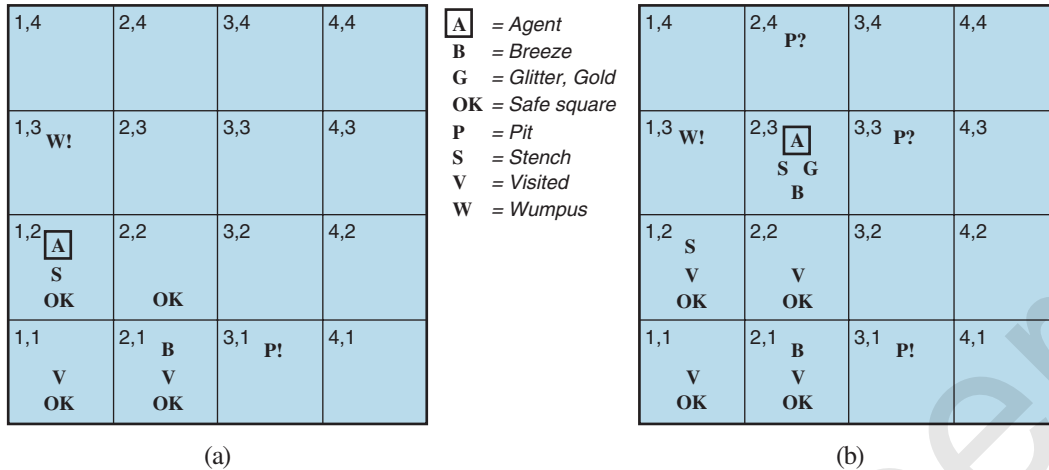 1,4 2,4 3,4 4,4
1,3 W! 2,3 3,3 4,3
1,2 A 2,2 3,2 4,2
S
OK OK
1,1 2,1 B 3,1 P! 4,1
V V
OK OK
(a)
A = Agent
B = Breeze
G = Glitter, Gold
OK = Safe square
P = Pit
S = Stench
V = Visited
W = Wumpus
1,4 2,4 P? 3,4 4,4
1,3 W! 2,3 A 3,3 P? 4,3
S G
B
1,2 S 2,2 3,2 4,2
V V
OK OK
1,1 2,1 B 3,1 P! 4,1
V V
OK OK
(b)